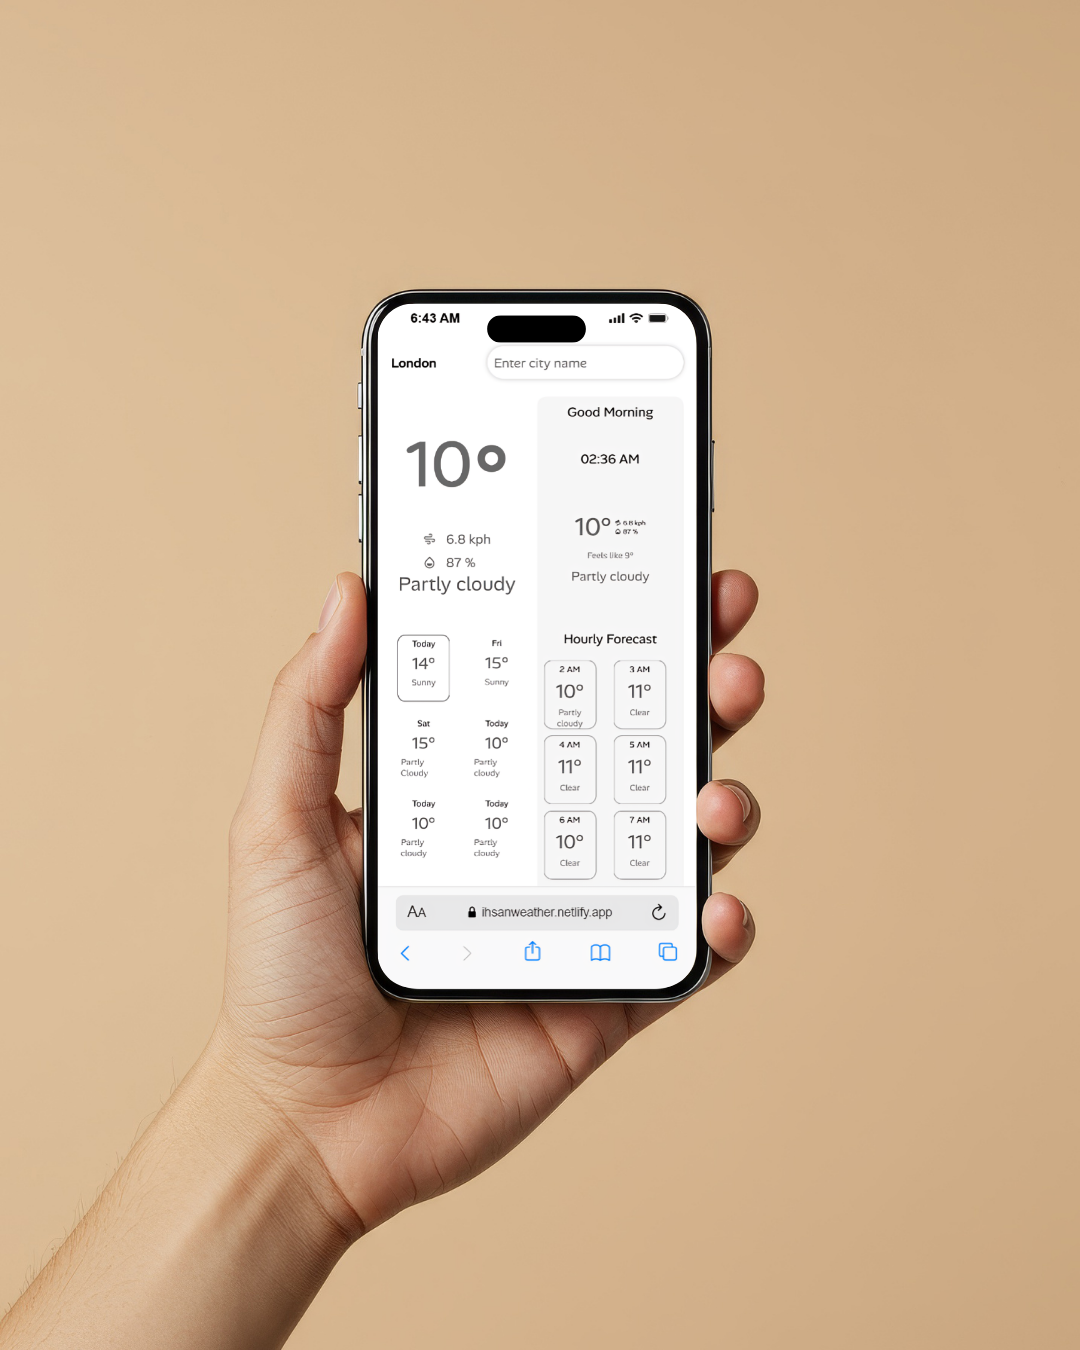 6:43 AM
London
Enter city name
10°
6.8 kph
87 %
Partly cloudy
Today
14°
Sunny
Fri
15°
Sunny
Sat
15°
Partly
Cloudy
Today
10°
Partly
cloudy
Today
10°
Partly
cloudy
Today
10°
Partly
cloudy
Good Morning
02:36 AM
10°
6.8 kph
87 %
Feels like 9°
Partly cloudy
Hourly Forecast
2 AM
10°
Partly
cloudy
3 AM
11°
Clear
4 AM
11°
Clear
5 AM
11°
Clear
6 AM
10°
Clear
7 AM
11°
Clear
AA
ihsanweather.netlify.app